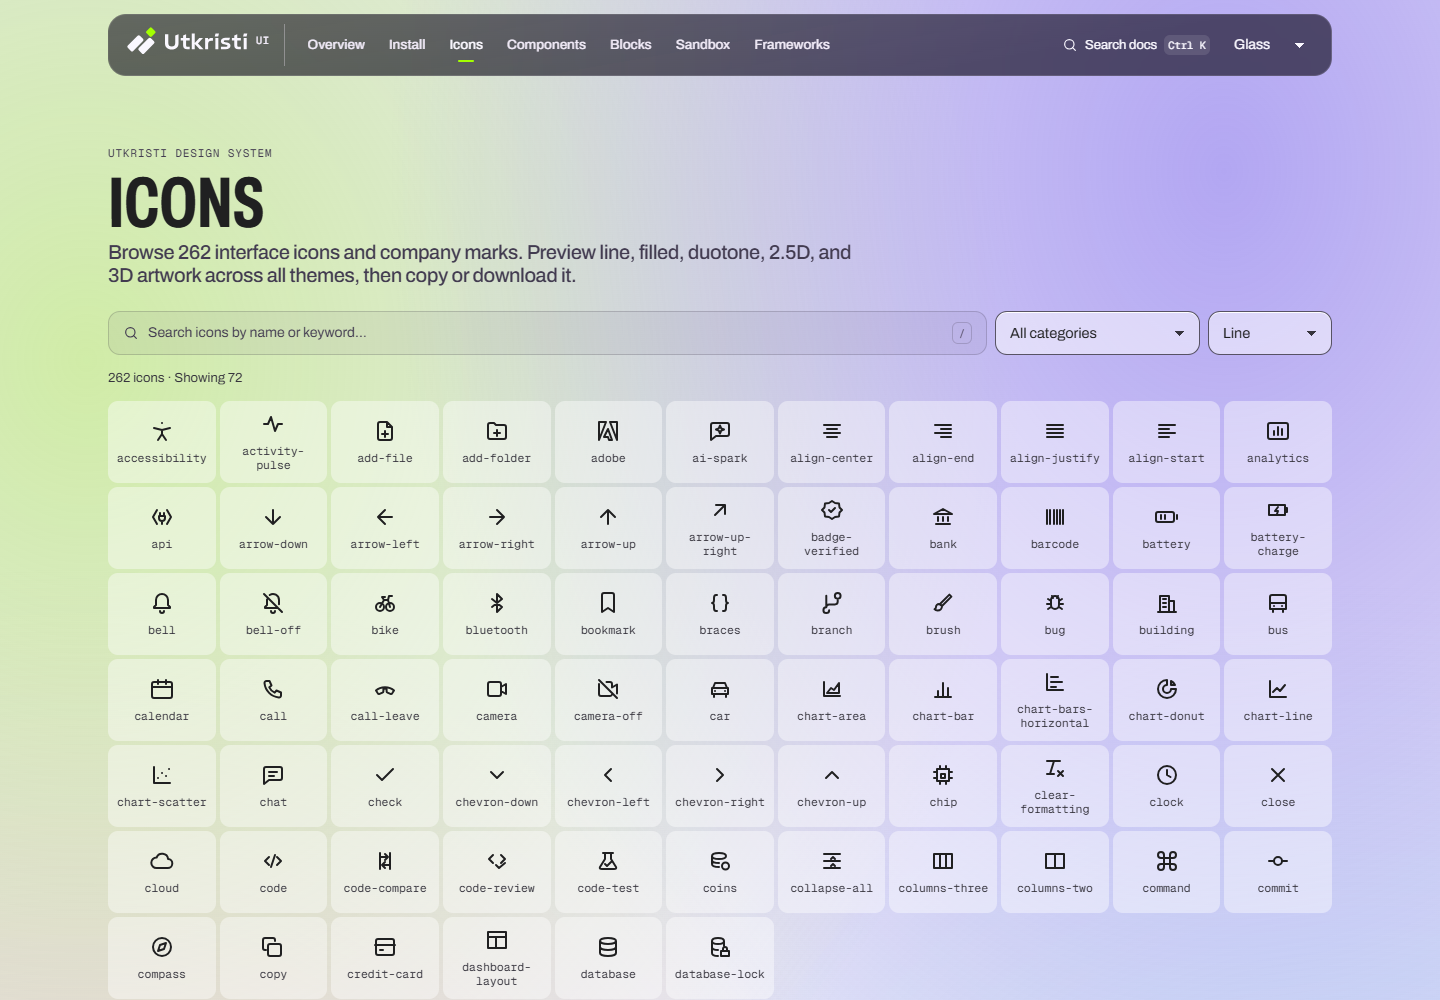 Utkristi UI
Overview Install Icons Components Blocks Sandbox Frameworks
Search docs Ctrl K Glass
UTKRISTI DESIGN SYSTEM
ICONS
Browse 262 interface icons and company marks. Preview line, filled, duotone, 2.5D, and
3D artwork across all themes, then copy or download it.
Search icons by name or keyword... /
All categories
Line
262 icons · Showing 72
accessibility
activity-
pulse
add-file
add-folder
adobe
ai-spark
align-center
align-end
align-justify
align-start
analytics
api
arrow-down
arrow-left
arrow-right
arrow-up
arrow-up-
right
badge-
verified
bank
barcode
battery
battery-
charge
bell
bell-off
bike
bluetooth
bookmark
braces
branch
brush
bug
building
bus
calendar
call
call-leave
camera
camera-off
car
chart-area
chart-bar
chart-bars-
horizontal
chart-donut
chart-line
chart-scatter
chat
check
chevron-down
chevron-left
chevron-right
chevron-up
chip
clear-
formatting
clock
close
cloud
code
code-compare
code-review
code-test
coins
collapse-all
columns-three
columns-two
command
commit
compass
copy
credit-card
dashboard-
layout
database
database-lock